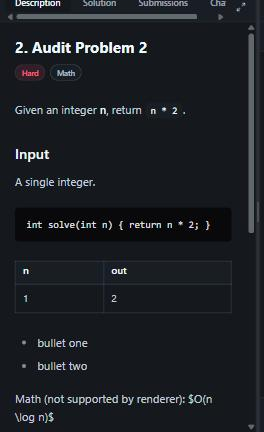 Description Solution Submissions Cha
2. Audit Problem 2
Hard Math
Given an integer n, return n * 2 .
Input
A single integer.
int solve(int n) { return n * 2; }
n out
1 2
bullet one
bullet two
Math (not supported by renderer): $O(n
\log n)$